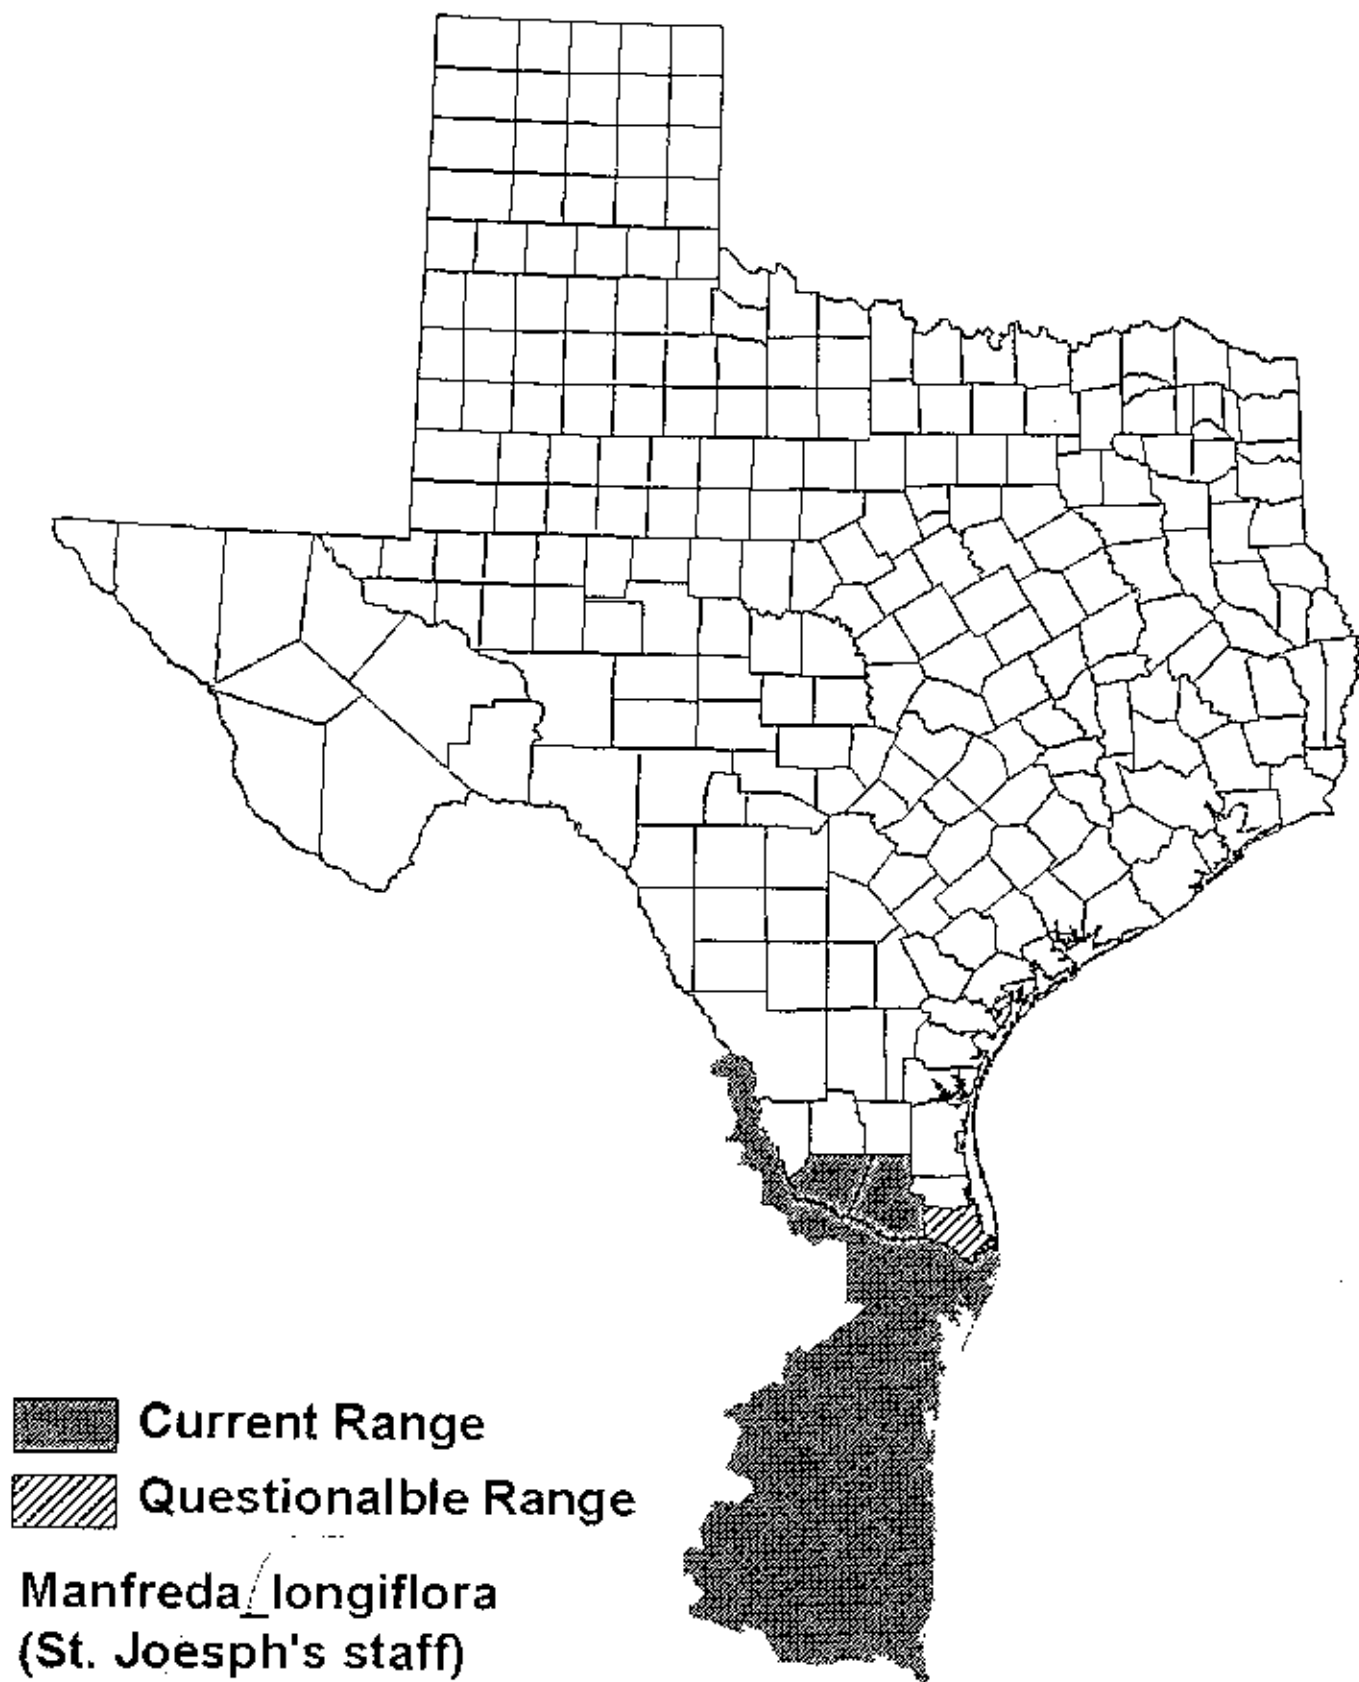 Current Range
Questionalble Range
Manfreda longiflora
(St. Joesph's staff)